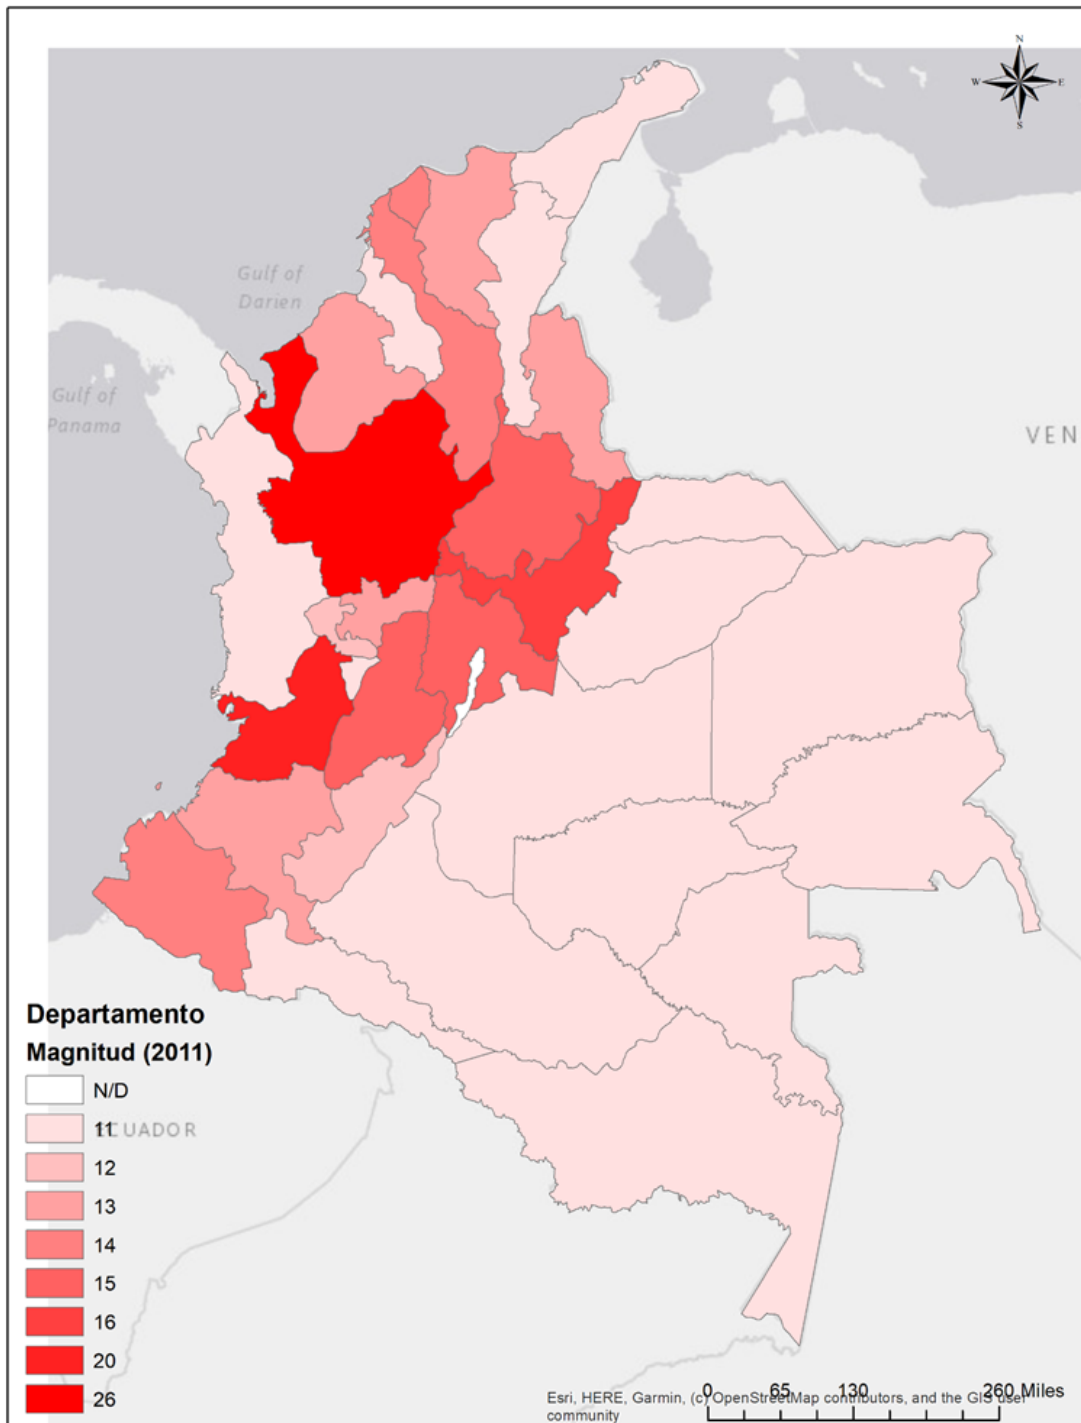 N
W E
S
Gulf of
Darien
Gulf of
Panama
VEN
Departamento
Magnitud (2011)
N/D
11
ECUADOR
12
13
14
15
16
20
26
0 65 130 260 Miles
Esri, HERE, Garmin, (c) OpenStreetMap contributors, and the GIS user
community